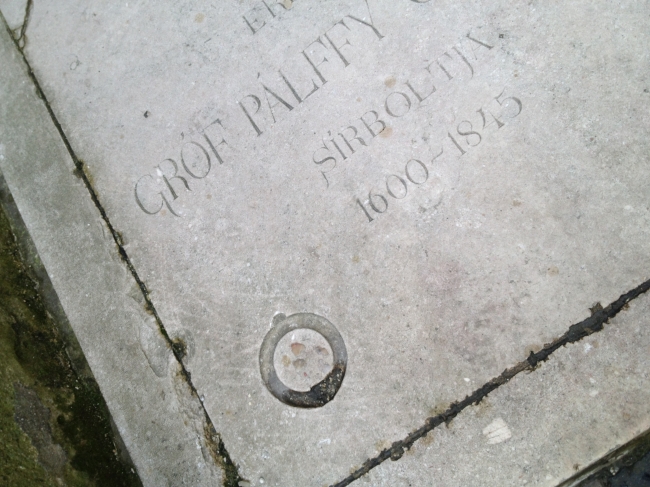 GRÓF PÁLFFY
SÍRBOLTJA
1600-1845